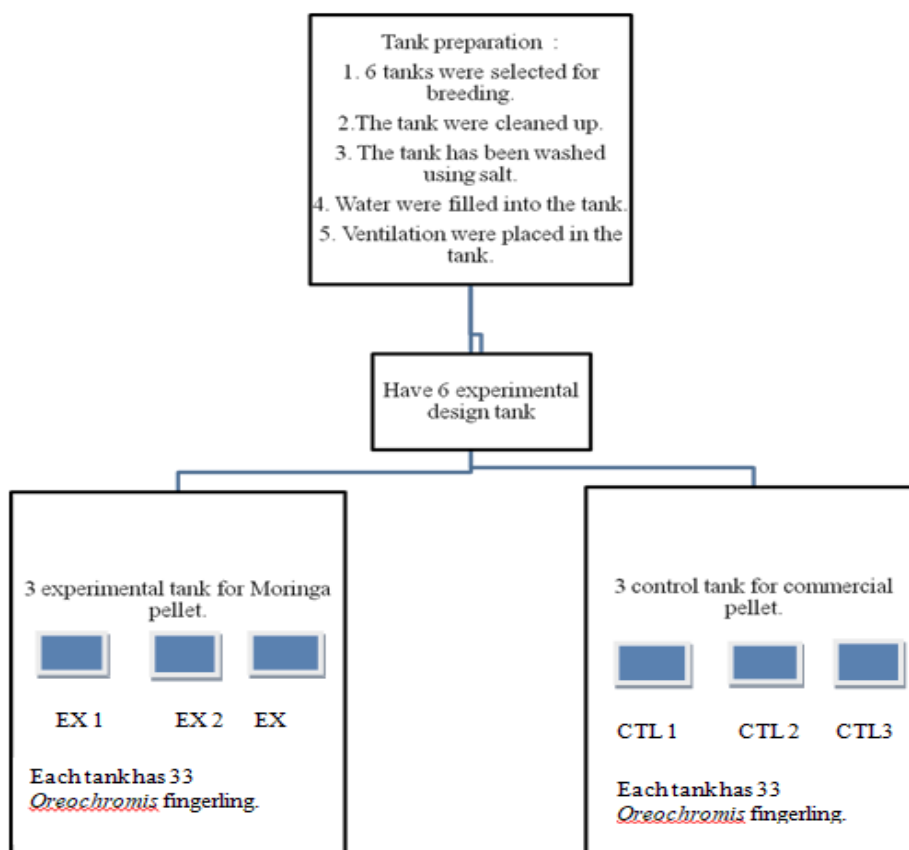 Tank preparation :
1. 6 tanks were selected for
breeding.
2.The tank were cleaned up.
3. The tank has been washed
using salt.
4. Water were filled into the tank.
5. Ventilation were placed in the
tank.
Have 6 experimental
design tank
3 experimental tank for Moringa
pellet.
EX 1 EX 2 EX
Each tank has 33
Oreochromis fingerling.
3 control tank for commercial
pellet.
CTL 1 CTL 2 CTL3
Each tank has 33
Oreochromis fingerling.